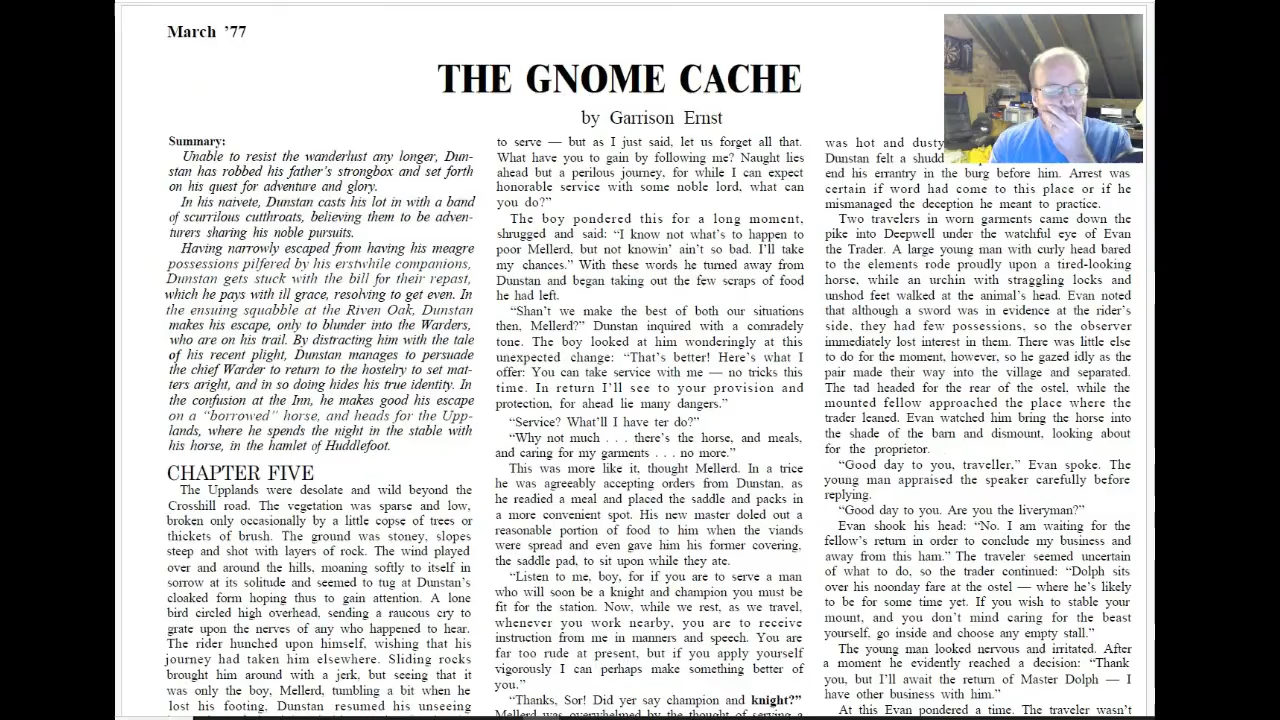 March ’77
THE GNOME CACHE
by Garrison Ernst
Summary:
Unable to resist the wanderlust any longer, Dun-
stan has robbed his father’s strongbox and set forth
on his quest for adventure and glory.
In his naivete, Dunstan casts his lot in with a band
of scurrilous cutthroats, believing them to be adven-
turers sharing his noble pursuits.
Having narrowly escaped from having his meagre
possessions pilfered by his erstwhile companions,
Dunstan gets stuck with the bill for their repast,
which he pays with ill grace, resolving to get even. In
the ensuing squabble at the Riven Oak, Dunstan
makes his escape, only to blunder into the Warders,
who are on his trail. By distracting him with the tale
of his recent plight, Dunstan manages to persuade
the chief Warder to return to the hostelry to set mat-
ters aright, and in so doing hides his true identity. In
the confusion at the Inn, he makes good his escape
on a “borrowed” horse, and heads for the Upp-
lands, where he spends the night in the stable with
his horse, in the hamlet of Huddlefoot.
CHAPTER FIVE
The Upplands were desolate and wild beyond the
Crosshill road. The vegetation was sparse and low,
broken only occasionally by a little copse of trees or
thickets of brush. The ground was stoney, slopes
steep and shot with layers of rock. The wind played
over and around the hills, moaning softly to itself in
sorrow at its solitude and seemed to tug at Dunstan’s
cloaked form hoping thus to gain attention. A lone
bird circled high overhead, sending a raucous cry to
grate upon the nerves of any who happened to hear.
The rider hunched upon himself, wishing that his
journey had taken him elsewhere. Sliding rocks
brought him around with a jerk, but seeing that it
was only the boy, Mellerd, tumbling a bit when he
lost his footing, Dunstan resumed his unseeing
to serve — but as I just said, let us forget all that.
What have you to gain by following me? Naught lies
ahead but a perilous journey, for while I can expect
honorable service with some noble lord, what can
you do?”
The boy pondered this for a long moment,
shrugged and said: “I know not what’s to happen to
poor Mellerd, but not knowin’ ain’t so bad. I’ll take
my chances.” With these words he turned away from
Dunstan and began taking out the few scraps of food
he had left.
“Shan’t we make the best of both our situations
then, Mellerd?” Dunstan inquired with a comradely
tone. The boy looked at him wonderingly at this
unexpected change: “That’s better! Here’s what I
offer: You can take service with me — no tricks this
time. In return I’ll see to your provision and
protection, for ahead lie many dangers.”
“Service? What’ll I have ter do?”
“Why not much . . . there’s the horse, and meals,
and caring for my garments . . . no more.”
This was more like it, thought Mellerd. In a trice
he was agreeably accepting orders from Dunstan, as
he readied a meal and placed the saddle and packs in
a more convenient spot. His new master doled out a
reasonable portion of food to him when the viands
were spread and even gave him his former covering,
the saddle pad, to sit upon while they ate.
“Listen to me, boy, for if you are to serve a man
who will soon be a knight and champion you must be
fit for the station. Now, while we rest, as we travel,
whenever you work nearby, you are to receive
instruction from me in manners and speech. You are
far too rude at present, but if you apply yourself
vigorously I can perhaps make something better of
you.”
“Thanks, Sor! Did yer say champion and knight?”
Mellerd was overwhelmed by the thought of serving a
was hot and dusty
Dunstan felt a
end his errantry in the burg before him. Arrest was
certain if word had come to this place or if he
mismanaged the deception he meant to practice.
Two travelers in worn garments came down the
pike into Deepwell under the watchful eye of Evan
the Trader. A large young man with curly head bared
to the elements rode proudly upon a tired-looking
horse, while an urchin with straggling locks and
unshod feet walked at the animal’s head. Evan noted
that although a sword was in evidence at the rider’s
side, they had few possessions, so the observer
immediately lost interest in them. There was little else
to do for the moment, however, so he gazed idly as the
pair made their way into the village and separated.
The tad headed for the rear of the ostel, while the
mounted fellow approached the place where the
trader leaned. Evan watched him bring the horse into
the shade of the barn and dismount, looking about
for the proprietor.
“Good day to you, traveller,” Evan spoke. The
young man appraised the speaker carefully before
replying.
“Good day to you. Are you the liveryman?”
Evan shook his head: “No. I am waiting for the
fellow’s return in order to conclude my business and
away from this ham.” The traveler seemed uncertain
of what to do, so the trader continued: “Dolph sits
over his noonday fare at the ostel — where he’s likely
to be for some time yet. If you wish to stable your
mount, and you don’t mind caring for the beast
yourself, go inside and choose any empty stall.”
The young man looked nervous and irritated. After
a moment he evidently reached a decision: “Thank
you, but I’ll await the return of Master Dolph — I
have other business with him.”
At this Evan pondered a time. The traveler wasn’t